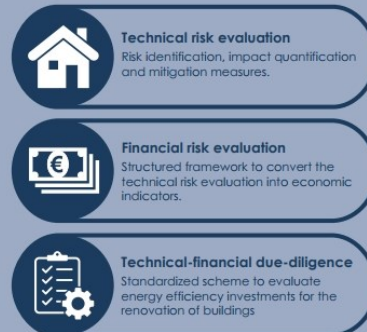 Technical risk evaluation
Risk identification, impact quantification
and mitigation measures.
€
Financial risk evaluation
Structured framework to convert the
technical risk evaluation into economic
indicators.
Technical-financial due-diligence
Standardized scheme to evaluate
energy efficiency investments for the
renovation of buildings